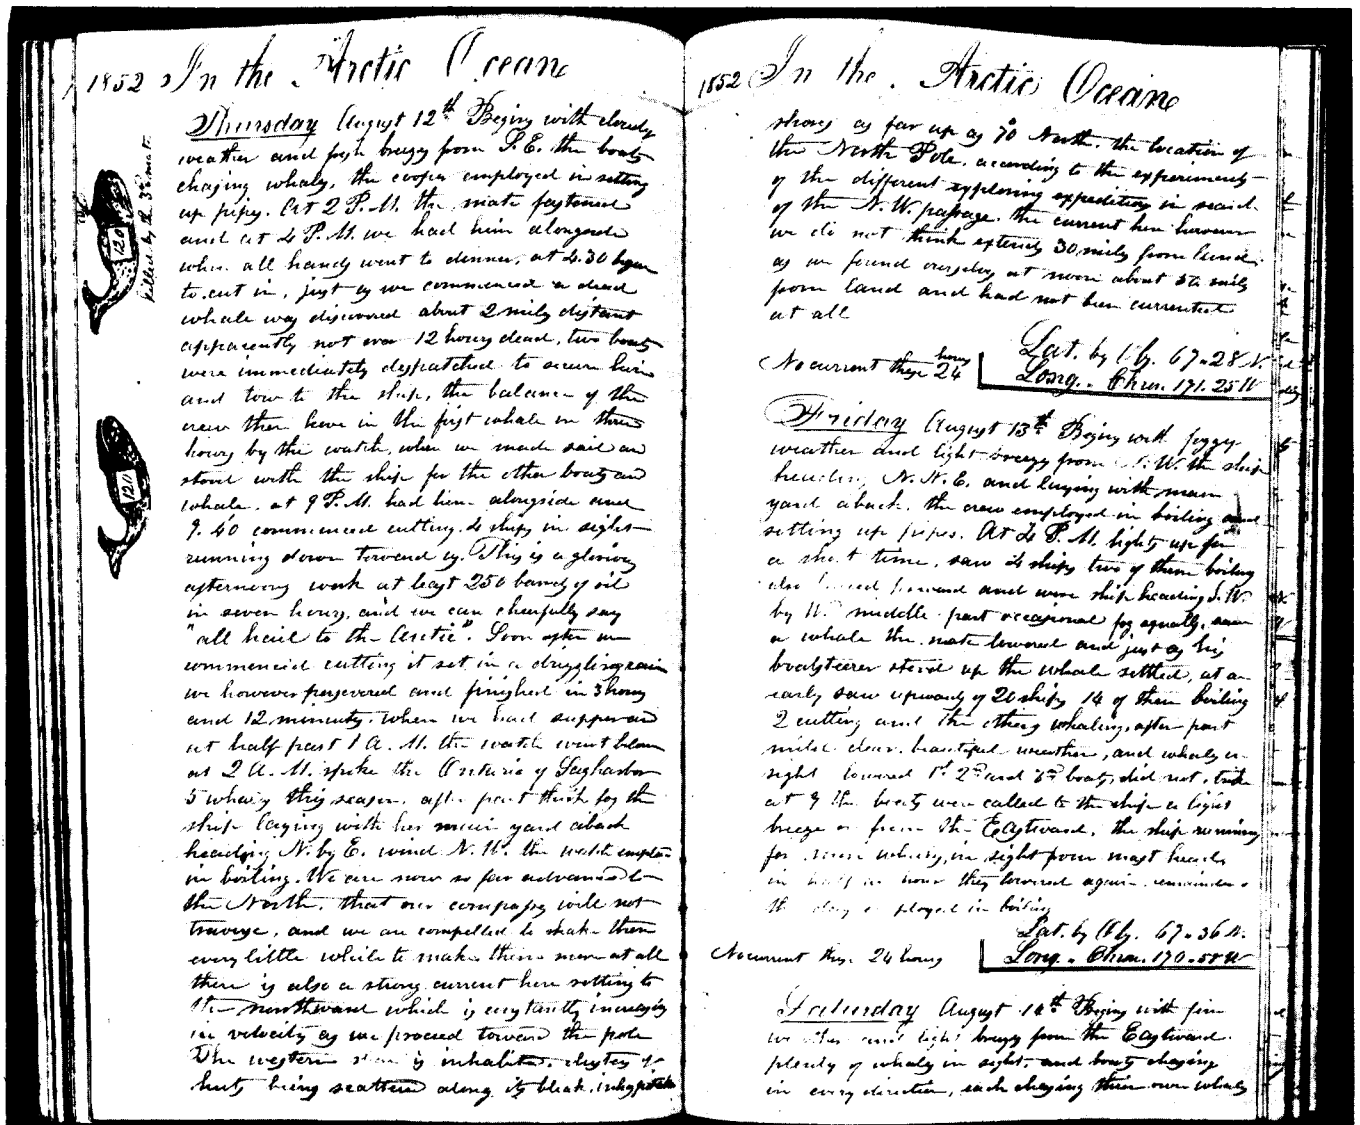 1852 In the Arctic Ocean
Thursday August 12th Begins with cloudy
weather and fresh breezes from S.E. the boats
chasing whales, the cooper employed in setting
up pipes. At 2 P.M. the mate fastened
and at 4 P.M. we had him alongside
when all hands went to dinner, at 4.30 began
to cut in, just as we commenced a dead
whale was discovered about 2 miles distant
apparently not over 12 hours dead, two boats
were immediately despatched to secure him
and tow to the ship, the balance of the
crew then hove in the first whale in three
hours by the watch, when we made sail and
stood with the ship for the other boats and
whale, at 9 P.M. had him alongside and
9.40 commenced cutting. 4 ships in sight
running down toward us. This is a glorious
afternoons work at least 250 barrels of oil
in seven hours, and we can cheerfully say
"all hail to the Arctic". Soon after we
commenced cutting it set in a drizzling rain
we however persevered and finished in 3 hours
and 12 minutes. when we had supper and
at half past 1 A.M. the watch went below
at 2 A.M. spoke the Ontario of Sagharbor
5 whales this season. after part thick fog the
ship laying with her main yard aback
heading N. by E. wind N.W. the watch employed
in boiling. We are now so far advanced to
the North, that our compasses will not
traverse, and we are compelled to shake them
every little while to make them move at all
there is also a strong current here setting to
the northward which is constantly increasing
in velocity as we proceed toward the pole
The western shore is inhabited, clusters of
huts being scattered along its bleak, inhospitable
killed by the 3rd mate
120
120
1852 In the Arctic Ocean
shores as far up as 70° North. the location of
the North Pole, according to the experiments
of the different exploring expeditions in search
of the N.W. passage. the current here however
we do not think extends 30 miles from land
as we found ourselves at noon about 50 miles
from land and had not been currented
at all
Lat. by Obs. 67.28 N.
No current these 24 hours Long. Chron. 171.25 W
Friday August 13th Begins with foggy
weather and light breezes from N.W. the ship
heading N.N.E. and laying with main
yard aback. the crew employed in boiling and
setting up pipes. At 4 P.M. lights up for
a short time, saw 4 ships two of them boiling
also braced forward and wore ship heading S.W.
by W. middle part occasional fog squalls, saw
a whale the mate lowered and just as his
boatsteerer stood up the whale settled, at an
early saw upwards of 20 ships 14 of them boiling
2 cutting and the others whaling, after part
mild clear beautiful weather, and whales in
sight lowered 1st 2nd and 3rd boats, did not strike
at 9 the boats were called to the ship a light
breeze from the Eastward. the ship running
for more whales, in sight from mast heads
in half an hour they lowered again remainder of
the day employed in boiling
Lat. by Obs. 67.36 N.
No current these 24 hours Long. Chron. 170.58 W
Saturday August 14th Begins with fine
weather and light breezes from the Eastward.
plenty of whales in sight, and boats chasing
in every direction, each chasing their own whales